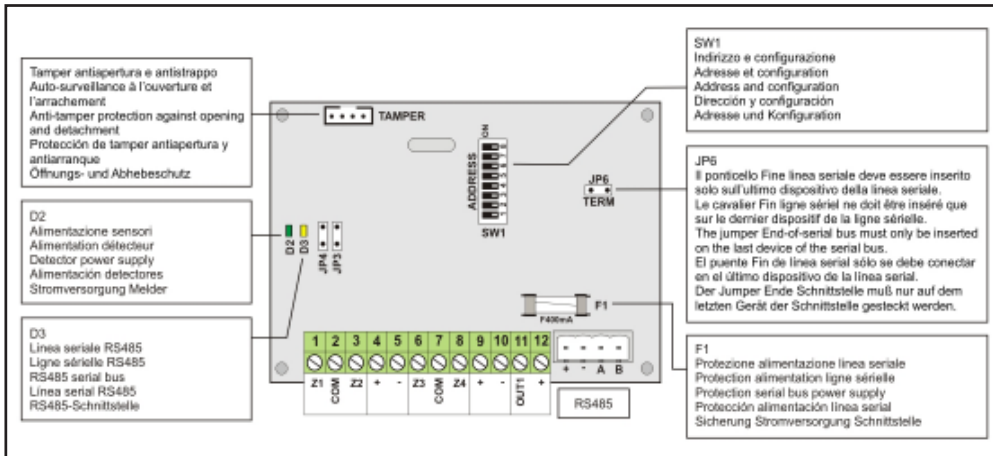 Tamper antiapertura e antistrappo
Auto-surveillance à l'ouverture et
l'arrachement
Anti-tamper protection against opening
and detachment
Protección de tamper antiapertura y
antiarranque
Öffnungs- und Abhebeschutz
D2
Alimentazione sensori
Alimentation détecteur
Detector power supply
Alimentación detectores
Stromversorgung Melder
D3
Linea seriale RS485
Ligne sérielle RS485
RS485 serial bus
Línea serial RS485
RS485-Schnittstelle
TAMPER
ON
ADDRESS
1 2 3 4 5 6 7 8
SW1
JP6
TERM
D2
D3
JP4
JP3
F1
F400mA
1 2 3 4 5 6 7 8 9 10 11 12
Z1 COM Z2 + - Z3 COM Z4 + - OUT1 +
+ - A B
RS485
SW1
Indirizzo e configurazione
Adresse et configuration
Address and configuration
Dirección y configuración
Adresse und Konfiguration
JP6
Il ponticello Fine linea seriale deve essere inserito
solo sull'ultimo dispositivo della linea seriale.
Le cavalier Fin ligne sériel ne doit être inséré que
sur le dernier dispositif de la ligne sérielle.
The jumper End-of-serial bus must only be inserted
on the last device of the serial bus.
El puente Fin de línea serial sólo se debe conectar
en el último dispositivo de la línea serial.
Der Jumper Ende Schnittstelle muß nur auf dem
letzten Gerät der Schnittstelle gesteckt werden.
F1
Protezione alimentazione linea seriale
Protection alimentation ligne sérielle
Protection serial bus power supply
Protección alimentación línea serial
Sicherung Stromversorgung Schnittstelle